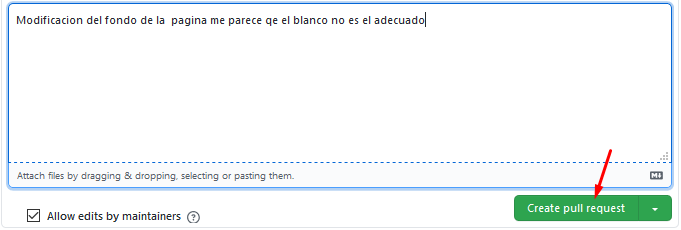 Modificacion del fondo de la  pagina me parece qe el blanco no es el adecuado
Attach files by dragging & dropping, selecting or pasting them.
M↓
Allow edits by maintainers ?
Create pull request